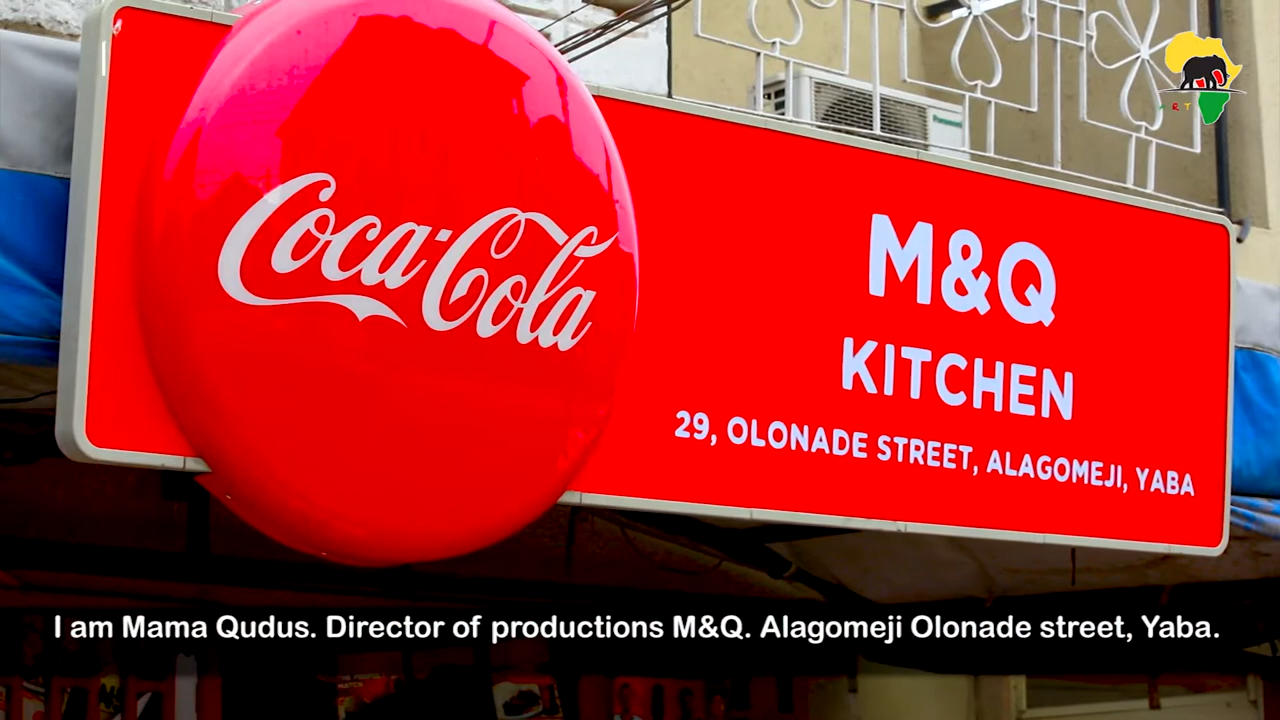 Coca-Cola
M&Q
KITCHEN
29, OLONADE STREET, ALAGOMEJI, YABA
I am Mama Qudus. Director of productions M&Q. Alagomeji Olonade street, Yaba.